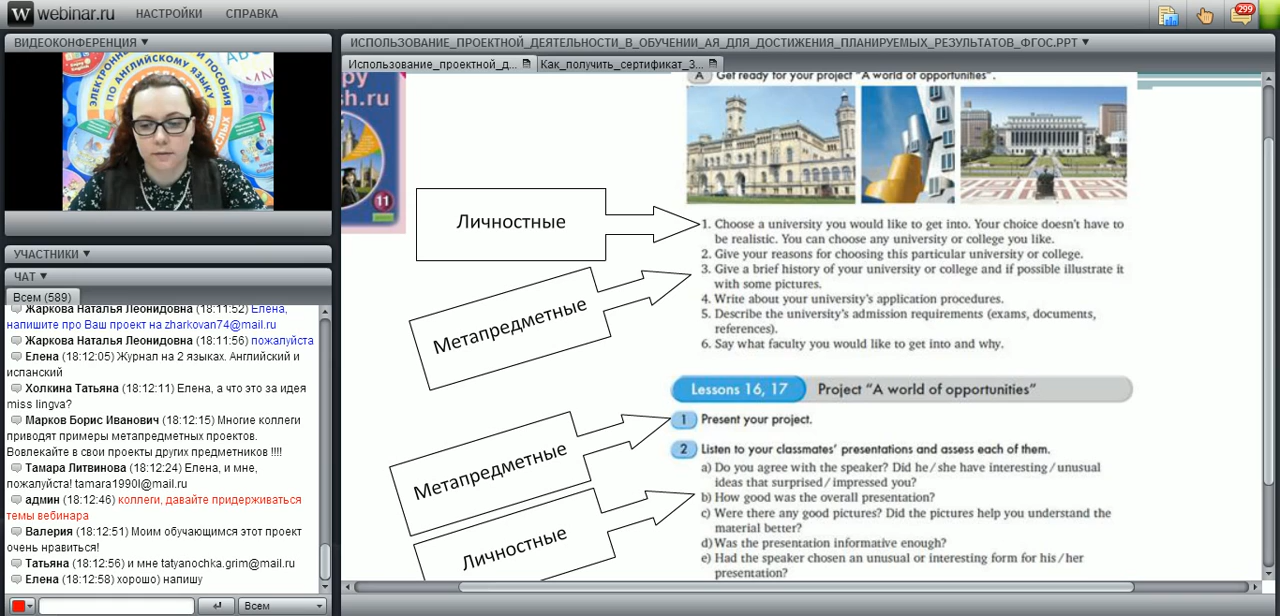 W webinar.ru
НАСТРОЙКИ
СПРАВКА
299
ВИДЕОКОНФЕРЕНЦИЯ
АНГЛИЙСКОМУ ЯЗЫКУ
УЧАСТНИКИ
ЧАТ
Всем (589)
Жаркова Наталья Леонидовна (18:11:52) Елена,
напишите про Ваш проект на zharkovan74@mail.ru
Жаркова Наталья Леонидовна (18:11:56) пожалуйста
Елена (18:12:05) Журнал на 2 языках. Английский и
испанский
Холкина Татьяна (18:12:11) Елена, а что это за идея
miss lingva?
Марков Борис Иванович (18:12:15) Многие коллеги
приводят примеры метапредметных проектов.
Вовлекайте в свои проекты других предметников !!!!
Тамара Литвинова (18:12:24) Елена, и мне,
пожалуйста! tamara1990l@mail.ru
админ (18:12:46) коллеги, давайте придерживаться
темы вебинара
Валерия (18:12:51) Моим обучающимся этот проект
очень нравиться!
Татьяна (18:12:56) и мне tatyanochka.grim@mail.ru
Елена (18:12:58) хорошо) напишу
Всем
ИСПОЛЬЗОВАНИЕ_ПРОЕКТНОЙ_ДЕЯТЕЛЬНОСТИ_В_ОБУЧЕНИИ_АЯ_ДЛЯ_ДОСТИЖЕНИЯ_ПЛАНИРУЕМЫХ_РЕЗУЛЬТАТОВ_ФГОС.PPT
Использование_проектной_д...
Как_получить_сертификат_3...
sh.ru
11
Личностные
Метапредметные
Метапредметные
Личностные
A Get ready for your project "A world of opportunities".
1. Choose a university you would like to get into. Your choice doesn't have to
be realistic. You can choose any university or college you like.
2. Give your reasons for choosing this particular university or college.
3. Give a brief history of your university or college and if possible illustrate it
with some pictures.
4. Write about your university's application procedures.
5. Describe the university's admission requirements (exams, documents,
references).
6. Say what faculty you would like to get into and why.
Lessons 16, 17 Project "A world of opportunities"
1 Present your project.
2 Listen to your classmates' presentations and assess each of them.
a) Do you agree with the speaker? Did he/she have interesting/unusual
ideas that surprised/impressed you?
b) How good was the overall presentation?
c) Were there any good pictures? Did the pictures help you understand the
material better?
d) Was the presentation informative enough?
e) Had the speaker chosen an unusual or interesting form for his/her
presentation?